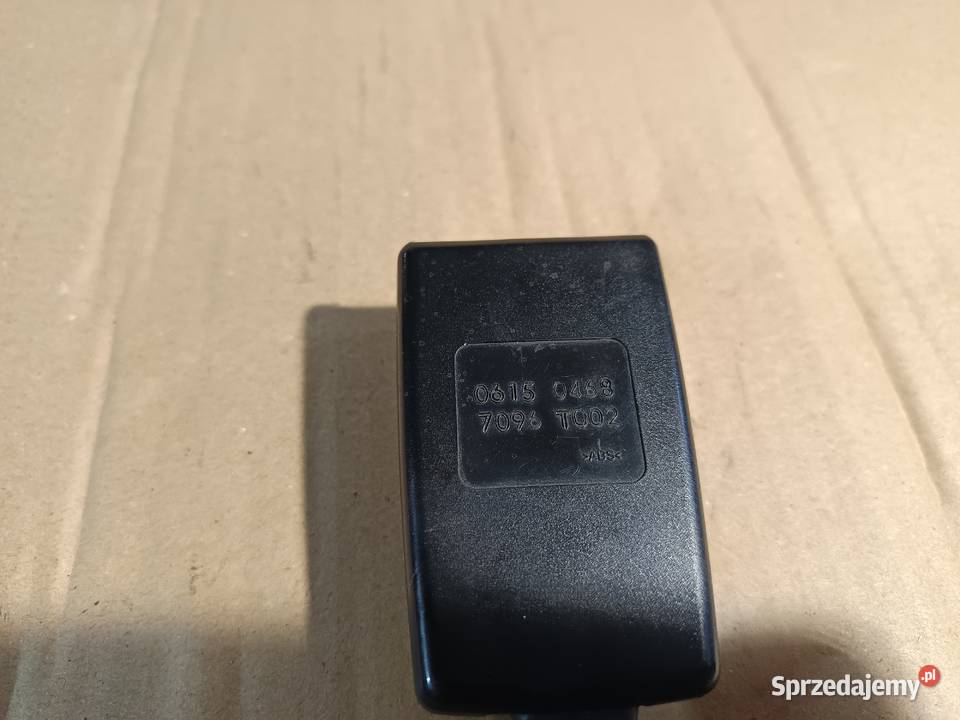 0615 0468
7096 T002
>ABS<
Sprzedajemy.pl